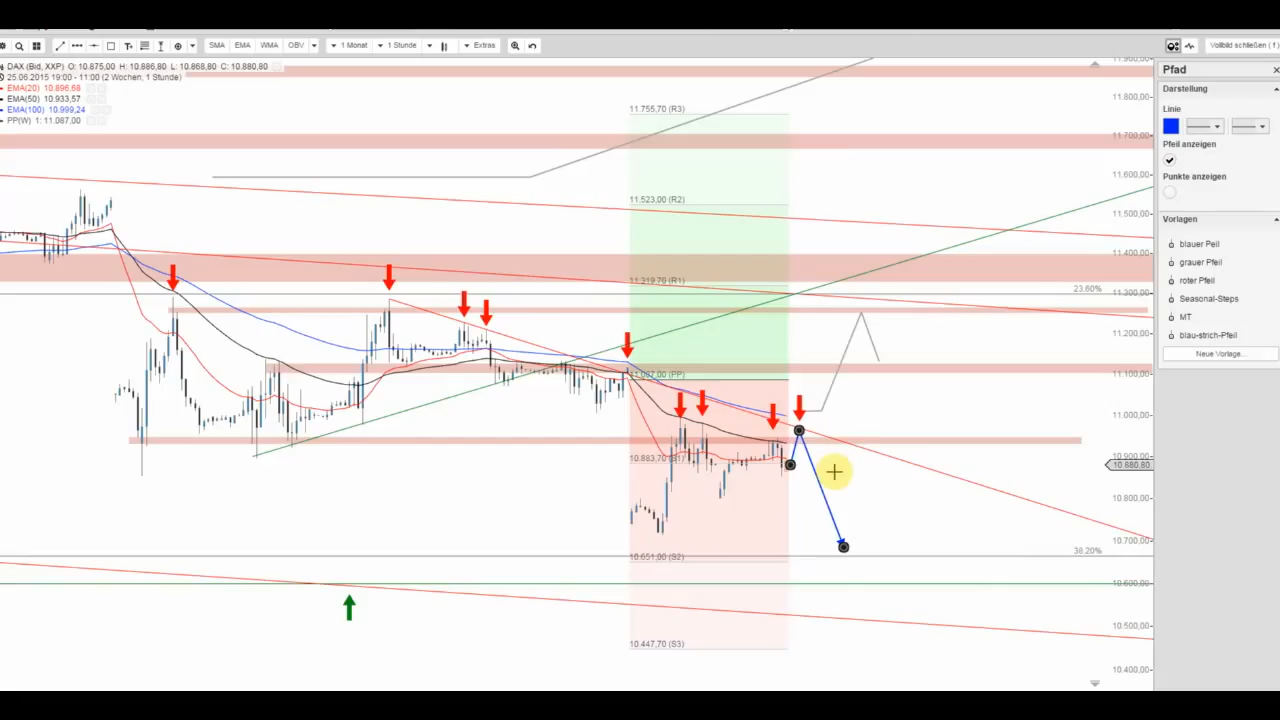 SMA EMA WMA OBV 1 Monat 1 Stunde Extras Vollbild schließen ( f )
DAX (Bid, XXP) O: 10.875,00 H: 10.886,80 L: 10.868,80 C: 10.880,80
25.06.2015 19:00 - 11:00 (2 Wochen, 1 Stunde)
EMA(20) 10.896,68
EMA(50) 10.933,57
EMA(100) 10.999,24
PP(W) 1: 11.087,00
11.755,70 (R3)
11.523,00 (R2)
11.319,70 (R1)
11.087,00 (PP)
10.883,70 (S1)
10.651,00 (S2)
10.447,70 (S3)
23.60%
38.20%
11.900,00
11.800,00
11.700,00
11.600,00
11.500,00
11.400,00
11.300,00
11.200,00
11.100,00
11.000,00
10.900,00
10.880,80
10.800,00
10.700,00
10.600,00
10.500,00
10.400,00
Pfad
Darstellung
Linie
Pfeil anzeigen
Punkte anzeigen
Vorlagen
blauer Peil
grauer Pfeil
roter Pfeil
Seasonal-Steps
MT
blau-strich-Pfeil
Neue Vorlage...